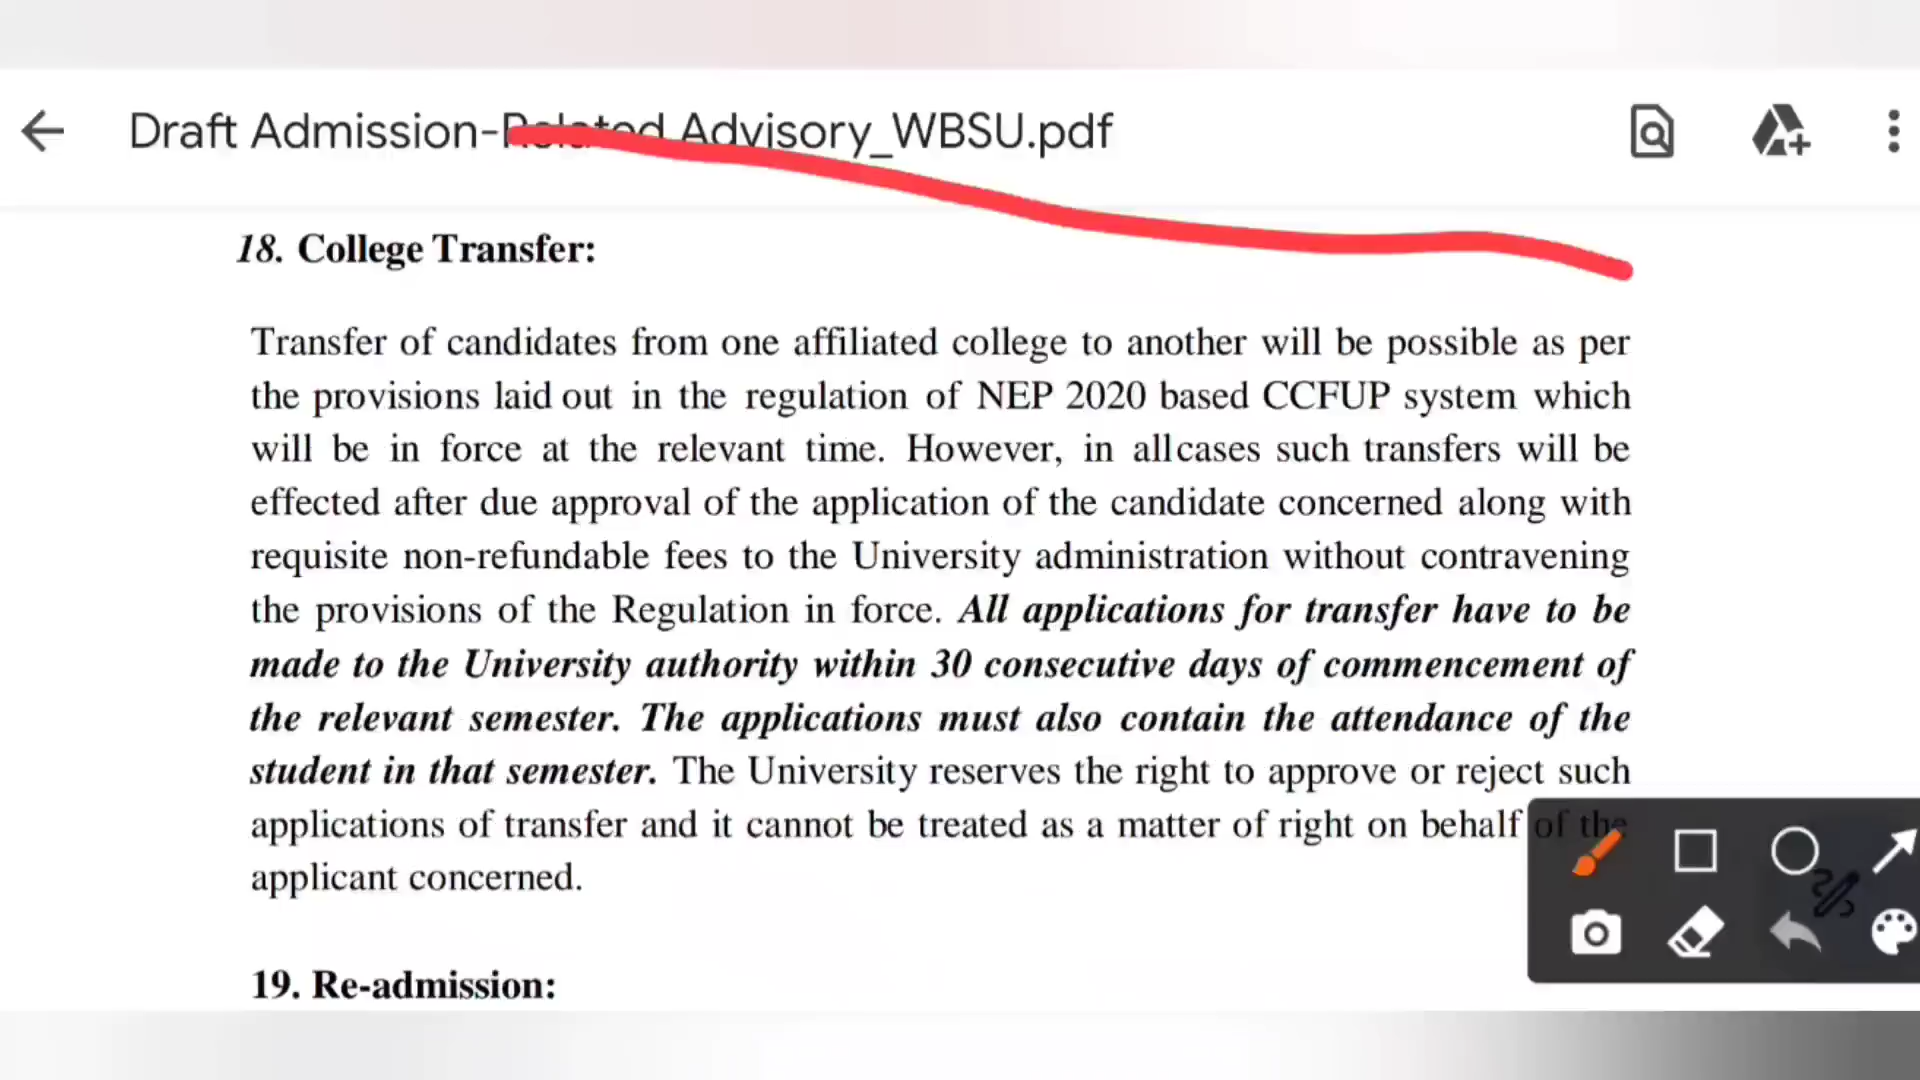 Draft Admission-Related Advisory_WBSU.pdf
18. College Transfer:
Transfer of candidates from one affiliated college to another will be possible as per
the provisions laid out in the regulation of NEP 2020 based CCFUP system which
will be in force at the relevant time. However, in allcases such transfers will be
effected after due approval of the application of the candidate concerned along with
requisite non-refundable fees to the University administration without contravening
the provisions of the Regulation in force. All applications for transfer have to be
made to the University authority within 30 consecutive days of commencement of
the relevant semester. The applications must also contain the attendance of the
student in that semester. The University reserves the right to approve or reject such
applications of transfer and it cannot be treated as a matter of right on behalf of the
applicant concerned.
19. Re-admission: